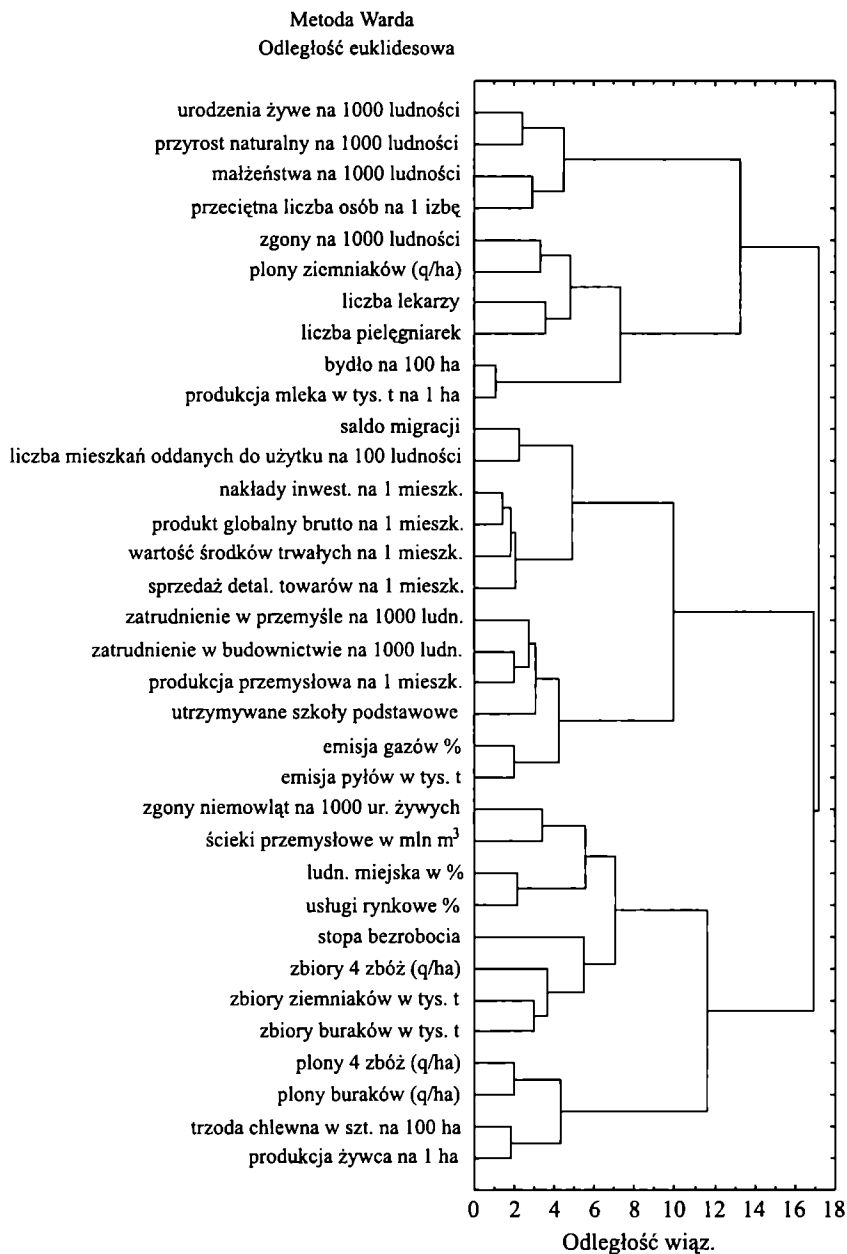 Metoda Warda
Odległość euklidesowa
urodzenia żywe na 1000 ludności
przyrost naturalny na 1000 ludności
małżeństwa na 1000 ludności
przeciętna liczba osób na 1 izbę
zgony na 1000 ludności
plony ziemniaków (q/ha)
liczba lekarzy
liczba pielęgniarek
bydło na 100 ha
produkcja mleka w tys. t na 1 ha
saldo migracji
liczba mieszkań oddanych do użytku na 100 ludności
nakłady inwest. na 1 mieszk.
produkt globalny brutto na 1 mieszk.
wartość środków trwałych na 1 mieszk.
sprzedaż detal. towarów na 1 mieszk.
zatrudnienie w przemyśle na 1000 ludn.
zatrudnienie w budownictwie na 1000 ludn.
produkcja przemysłowa na 1 mieszk.
utrzymywane szkoły podstawowe
emisja gazów %
emisja pyłów w tys. t
zgony niemowląt na 1000 ur. żywych
ścieki przemysłowe w mln m³
ludn. miejska w %
usługi rynkowe %
stopa bezrobocia
zbiory 4 zbóż (q/ha)
zbiory ziemniaków w tys. t
zbiory buraków w tys. t
plony 4 zbóż (q/ha)
plony buraków (q/ha)
trzoda chlewna w szt. na 100 ha
produkcja żywca na 1 ha
0 2 4 6 8 10 12 14 16 18
Odległość wiąz.